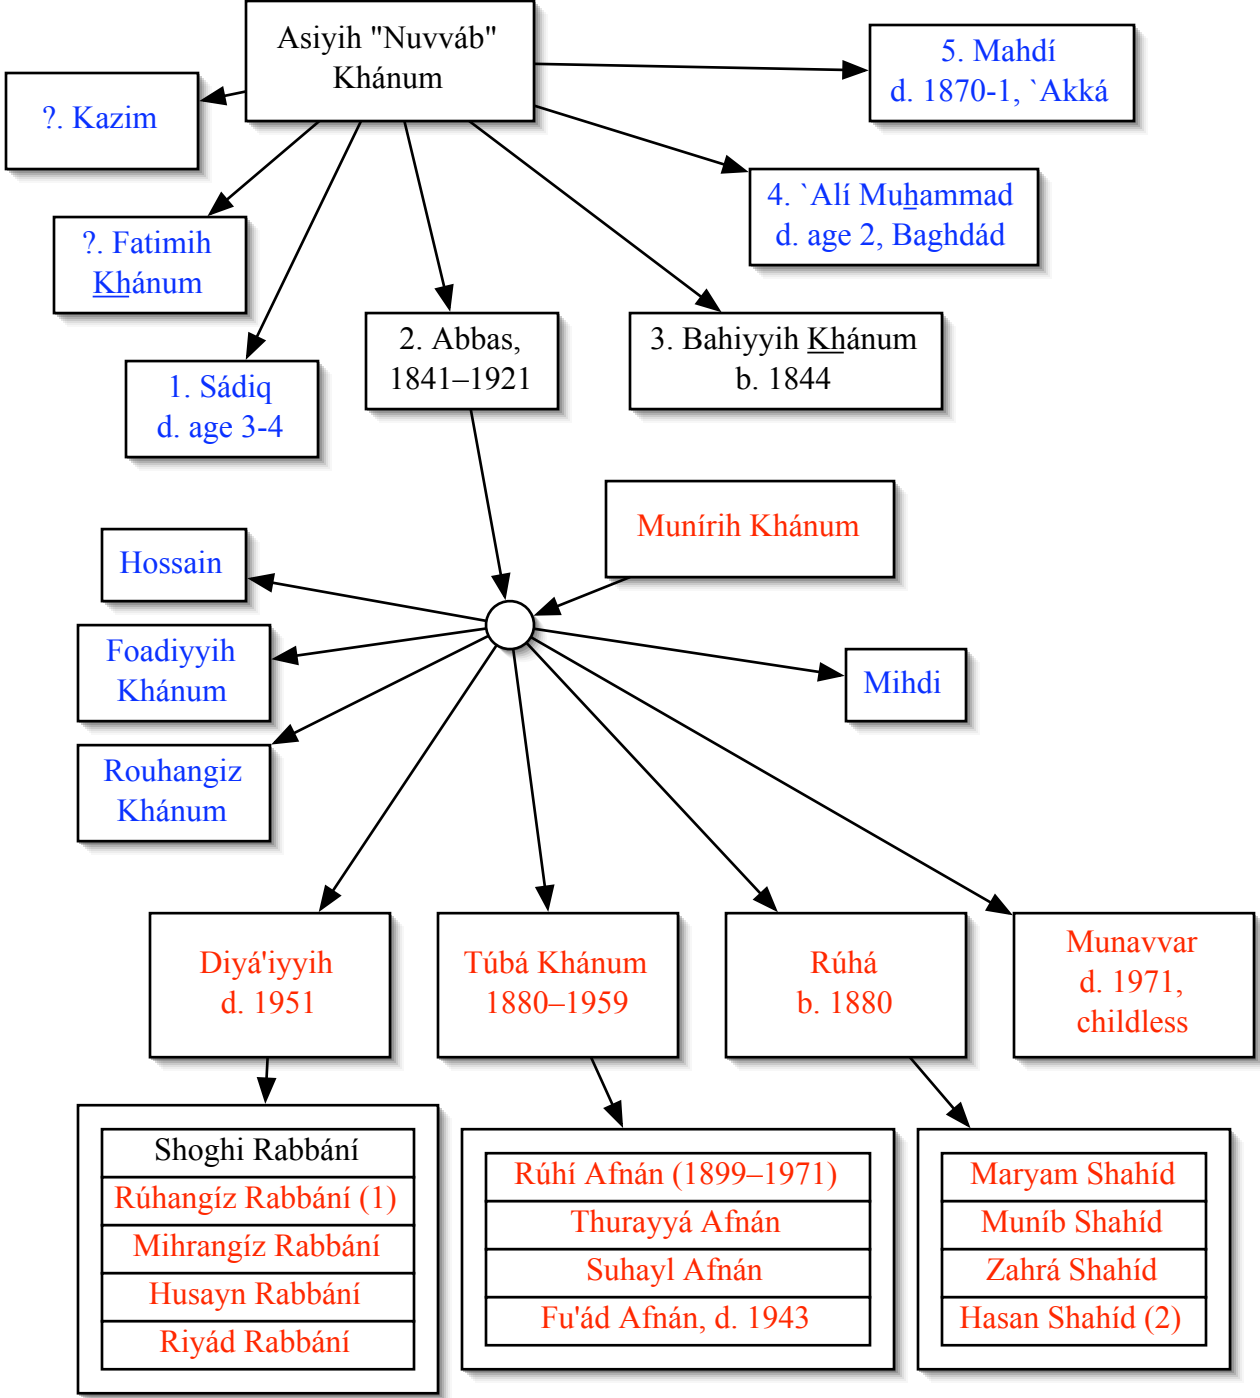 Asiyih "Nuvváb"
Khánum
5. Mahdí
d. 1870-1, `Akká
?. Kazim
4. `Alí Muhammad
d. age 2, Baghdád
?. Fatimih
Khánum
1. Sádiq
d. age 3-4
2. Abbas,
1841–1921
3. Bahiyyih Khánum
b. 1844
Munírih Khánum
Hossain
Foadiyyih
Khánum
Rouhangiz
Khánum
Mihdi
Diyá'iyyih
d. 1951
Túbá Khánum
1880–1959
Rúhá
b. 1880
Munavvar
d. 1971,
childless
Shoghi Rabbání
Rúhangíz Rabbání (1)
Mihrangíz Rabbání
Husayn Rabbání
Riyád Rabbání
Rúhí Afnán (1899–1971)
Thurayyá Afnán
Suhayl Afnán
Fu'ád Afnán, d. 1943
Maryam Shahíd
Muníb Shahíd
Zahrá Shahíd
Hasan Shahíd (2)